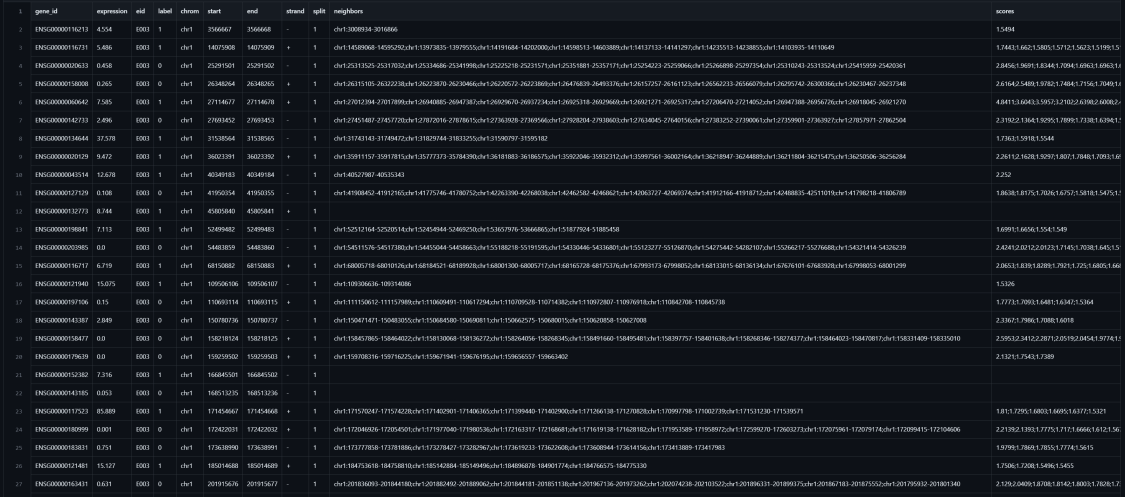 1 gene_id expression eid label chrom start end strand split neighbors scores
2 ENSG00000116213 4.554 E003 1 chr1 3566667 3566668 - 1 chr1:3008934-3016866 1.5494
3 ENSG00000116731 5.486 E003 1 chr1 14075908 14075909 + 1 chr1:14589068-14595292;chr1:13973835-13979555;chr1:14191684-14202000;chr1:14598513-14603889;chr1:14137133-14141297;chr1:14235513-14238855;chr1:14103935-14110649 1.7443;1.662;1.5805;1.5712;1.5623;1.5199;1.5
4 ENSG00000020633 0.458 E003 0 chr1 25291501 25291502 - 1 chr1:25313525-25317032;chr1:25334686-25341998;chr1:25225218-25231571;chr1:25351881-25357171;chr1:25254223-25259066;chr1:25266898-25297354;chr1:25310243-25313524;chr1:25415959-25420361 2.8456;1.9691;1.8344;1.7094;1.6963;1.6963;1.
5 ENSG00000158008 0.265 E003 0 chr1 26348264 26348265 + 1 chr1:26315105-26322238;chr1:26223870-26230466;chr1:26220572-26223869;chr1:26476839-26493376;chr1:26157257-26161123;chr1:26562233-26566079;chr1:26295742-26300366;chr1:26230467-26237348 2.6164;2.5489;1.9782;1.7484;1.7156;1.7049;1.
6 ENSG00000060642 7.585 E003 1 chr1 27114677 27114678 + 1 chr1:27012394-27017899;chr1:26940885-26947387;chr1:26929670-26937234;chr1:26925318-26929669;chr1:26921271-26925317;chr1:27206470-27214052;chr1:26947388-26956726;chr1:26918045-26921270 4.8411;3.6043;3.5957;3.2102;2.6398;2.6008;2.
7 ENSG00000142733 2.496 E003 0 chr1 27693452 27693453 - 1 chr1:27451487-27457720;chr1:27872016-27878615;chr1:27363928-27369566;chr1:27928204-27938603;chr1:27634045-27640156;chr1:27383252-27390061;chr1:27359901-27363927;chr1:27857971-27862504 2.3192;2.1364;1.9295;1.7899;1.7338;1.6394;1.
8 ENSG00000134644 37.578 E003 1 chr1 31538564 31538565 - 1 chr1:31743143-31749472;chr1:31829744-31833255;chr1:31590797-31595182 1.7363;1.5918;1.5544
9 ENSG00000020129 9.472 E003 1 chr1 36023391 36023392 + 1 chr1:35911157-35917815;chr1:35777373-35784390;chr1:36181883-36186575;chr1:35922046-35932312;chr1:35997561-36002164;chr1:36218947-36244889;chr1:36211804-36215475;chr1:36250506-36256284 2.2611;2.1628;1.9297;1.807;1.7848;1.7093;1.6
10 ENSG00000043514 12.678 E003 1 chr1 40349183 40349184 - 1 chr1:40527987-40535343 2.252
11 ENSG00000127129 0.108 E003 0 chr1 41950354 41950355 - 1 chr1:41908452-41912165;chr1:41775746-41780752;chr1:42263390-42268038;chr1:42462582-42468621;chr1:42063727-42069374;chr1:41912166-41918712;chr1:42488835-42511019;chr1:41798218-41806789 1.8638;1.8175;1.7026;1.6757;1.5818;1.5475;1.
12 ENSG00000132773 8.744 E003 1 chr1 45805840 45805841 + 1
13 ENSG00000198841 7.113 E003 1 chr1 52499482 52499483 - 1 chr1:52512164-52520514;chr1:52454944-52469250;chr1:53657976-53666865;chr1:51877924-51885458 1.6991;1.6656;1.554;1.549
14 ENSG00000203985 0.0 E003 0 chr1 54483859 54483860 - 1 chr1:54511576-54517380;chr1:54455044-54458663;chr1:55188218-55191595;chr1:54330446-54336801;chr1:55123277-55126870;chr1:54275442-54282107;chr1:55266217-55276688;chr1:54321414-54326239 2.4241;2.0212;2.0123;1.7145;1.7038;1.645;1.5
15 ENSG00000116717 6.719 E003 1 chr1 68150882 68150883 + 1 chr1:68005718-68010126;chr1:68184521-68189928;chr1:68001300-68005717;chr1:68165728-68175376;chr1:67993173-67998052;chr1:68133015-68136134;chr1:67676101-67683928;chr1:67998053-68001299 2.0653;1.839;1.8289;1.7921;1.725;1.6805;1.66
16 ENSG00000121940 15.075 E003 1 chr1 109506106 109506107 - 1 chr1:109306636-109314086 1.5326
17 ENSG00000197106 0.15 E003 0 chr1 110693114 110693115 + 1 chr1:111150612-111157989;chr1:110609491-110617294;chr1:110709528-110714382;chr1:110972807-110976918;chr1:110842708-110845738 1.7773;1.7093;1.6481;1.6347;1.5364
18 ENSG00000143387 2.849 E003 0 chr1 150780736 150780737 - 1 chr1:150471471-150483055;chr1:150684580-150690811;chr1:150662575-150680015;chr1:150620858-150627008 2.3367;1.7986;1.7088;1.6018
19 ENSG00000158477 0.0 E003 0 chr1 158218124 158218125 + 1 chr1:158457865-158464022;chr1:158130068-158136272;chr1:158264056-158268345;chr1:158491660-158495481;chr1:158397757-158401638;chr1:158268346-158274377;chr1:158464023-158470817;chr1:158331409-158335010 2.5953;2.3412;2.2871;2.0519;2.0454;1.9774;1.
20 ENSG00000179639 0.0 E003 0 chr1 159259502 159259503 + 1 chr1:159708316-159716225;chr1:159671941-159676195;chr1:159656557-159663402 2.1321;1.7543;1.7389
21 ENSG00000152382 7.316 E003 1 chr1 166845501 166845502 - 1
22 ENSG00000143185 0.053 E003 0 chr1 168513235 168513236 - 1
23 ENSG00000117523 85.889 E003 1 chr1 171454667 171454668 + 1 chr1:171570247-171574228;chr1:171402901-171406365;chr1:171399440-171402900;chr1:171266138-171270828;chr1:170997798-171002739;chr1:171531230-171539571 1.81;1.7295;1.6803;1.6695;1.6377;1.5321
24 ENSG00000180999 0.001 E003 0 chr1 172422031 172422032 + 1 chr1:172046926-172054501;chr1:171977040-171980536;chr1:172163317-172168681;chr1:171619138-171628182;chr1:171953589-171958972;chr1:172599270-172603273;chr1:172075961-172079174;chr1:172099415-172104606 2.2139;2.1393;1.7775;1.7117;1.6666;1.612;1.56
25 ENSG00000183831 0.751 E003 0 chr1 173638990 173638991 - 1 chr1:173777858-173781886;chr1:173278427-173282967;chr1:173619233-173622608;chr1:173608944-173614156;chr1:173413889-173417983 1.9799;1.7869;1.7855;1.7774;1.5615
26 ENSG00000121481 15.127 E003 1 chr1 185014688 185014689 + 1 chr1:184753618-184758810;chr1:185142884-185149496;chr1:184896878-184901774;chr1:184766575-184775330 1.7506;1.7208;1.5496;1.5455
27 ENSG00000163431 0.631 E003 0 chr1 201915676 201915677 - 1 chr1:201836093-201844180;chr1:201882492-201889062;chr1:201844181-201851138;chr1:201967136-201973262;chr1:202074238-202103522;chr1:201896331-201899375;chr1:201867183-201875552;chr1:201795932-201801340 2.129;2.0409;1.8708;1.8142;1.8003;1.7828;1.7